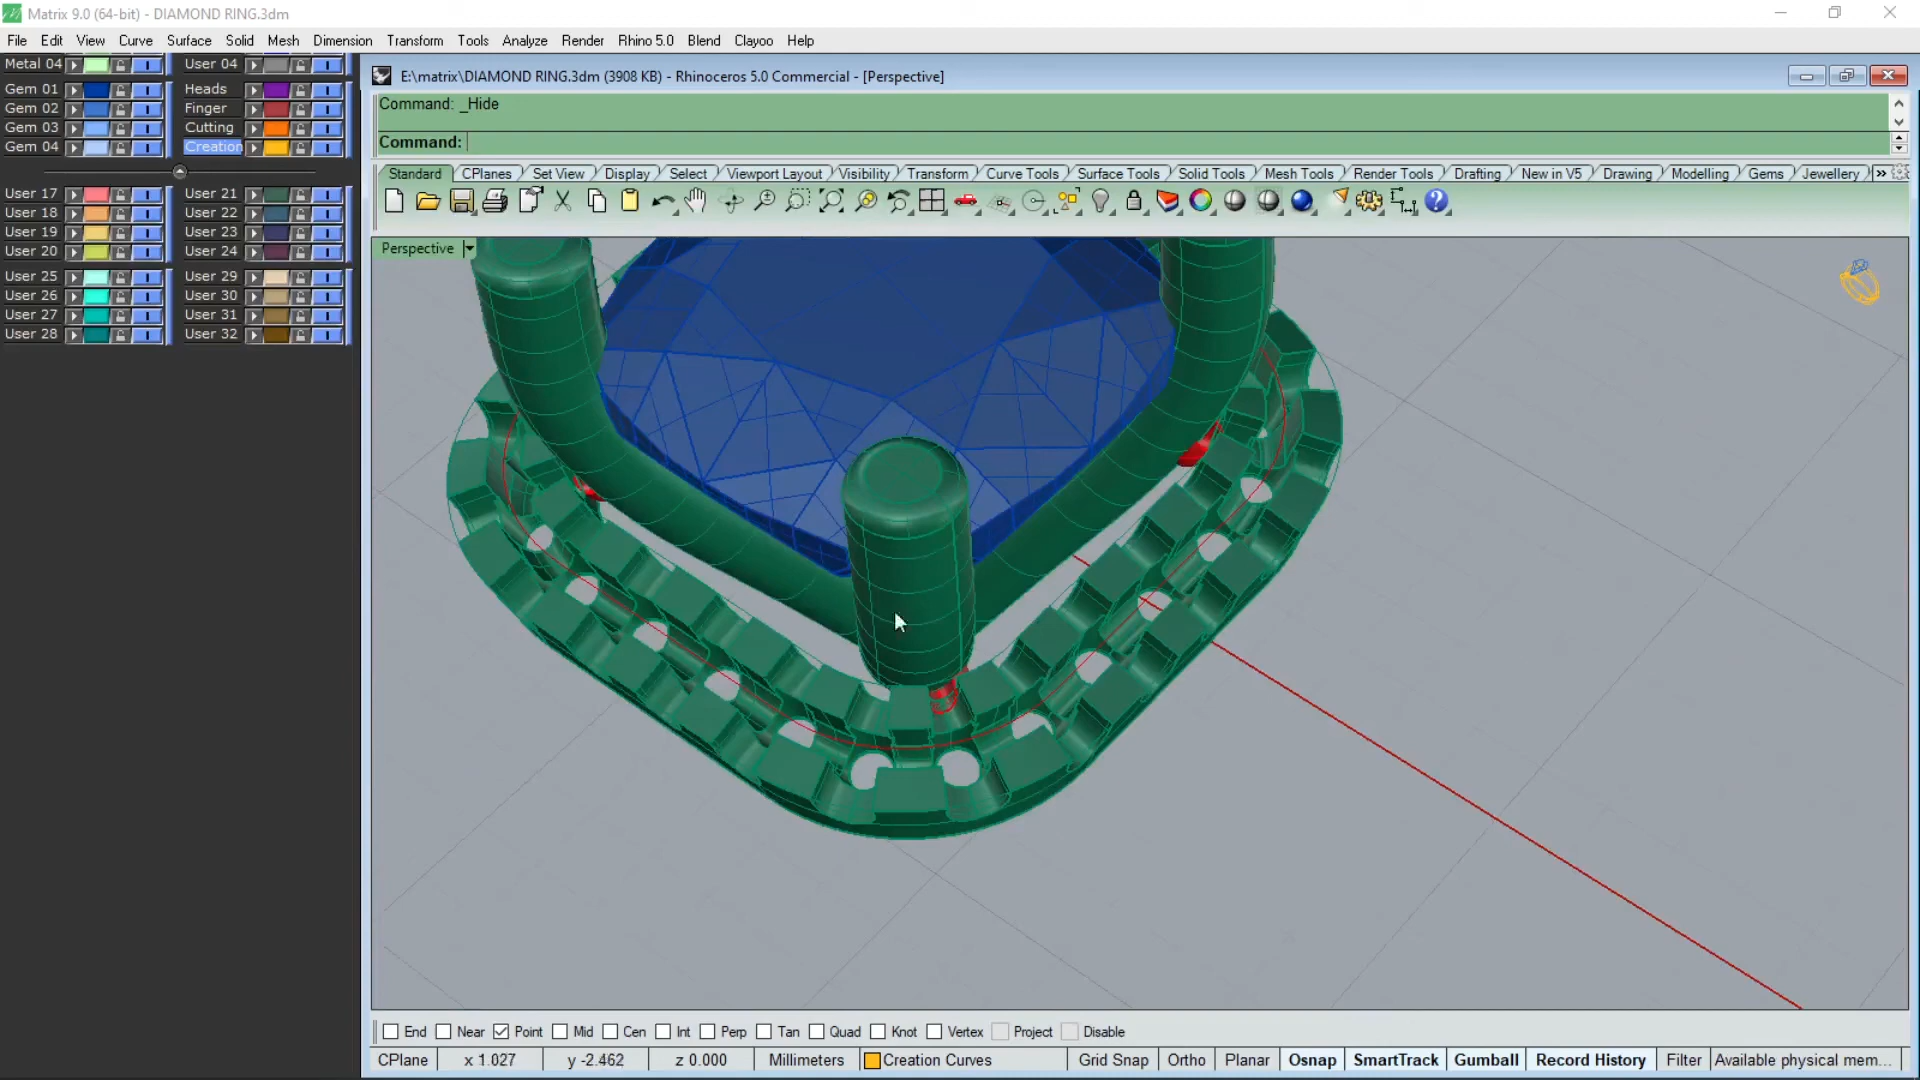 Matrix 9.0 (64-bit) - DIAMOND RING.3dm
File Edit View Curve Surface Solid Mesh Dimension Transform Tools Analyze Render Rhino 5.0 Blend Clayoo Help
Metal 04 User 04
Gem 01 Heads
Gem 02 Finger
Gem 03 Cutting
Gem 04 Creation
User 17 User 21
User 18 User 22
User 19 User 23
User 20 User 24
User 25 User 29
User 26 User 30
User 27 User 31
User 28 User 32
E:\matrix\DIAMOND RING.3dm (3908 KB) - Rhinoceros 5.0 Commercial - [Perspective]
Command: _Hide
Command:
Standard CPlanes Set View Display Select Viewport Layout Visibility Transform Curve Tools Surface Tools Solid Tools Mesh Tools Render Tools Drafting New in V5 Drawing Modelling Gems Jewellery
Perspective
End Near Point Mid Cen Int Perp Tan Quad Knot Vertex Project Disable
CPlane x 1.027 y -2.462 z 0.000 Millimeters Creation Curves Grid Snap Ortho Planar Osnap SmartTrack Gumball Record History Filter Available physical mem...